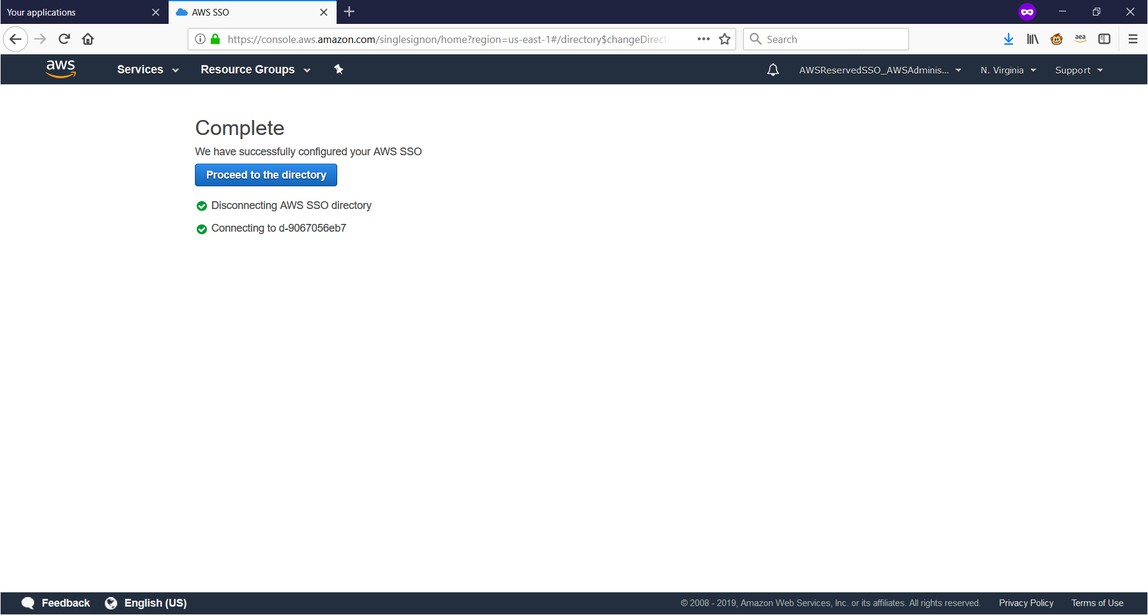 Your applications
AWS SSO
https://console.aws.amazon.com/singlesignon/home?region=us-east-1#/directory$changeDirect
Search
aea
aws
Services
Resource Groups
AWSReservedSSO_AWSAdminis...
N. Virginia
Support
Complete
We have successfully configured your AWS SSO
Proceed to the directory
Disconnecting AWS SSO directory
Connecting to d-9067056eb7
Feedback
English (US)
© 2008 - 2019, Amazon Web Services, Inc. or its affiliates. All rights reserved.
Privacy Policy
Terms of Use